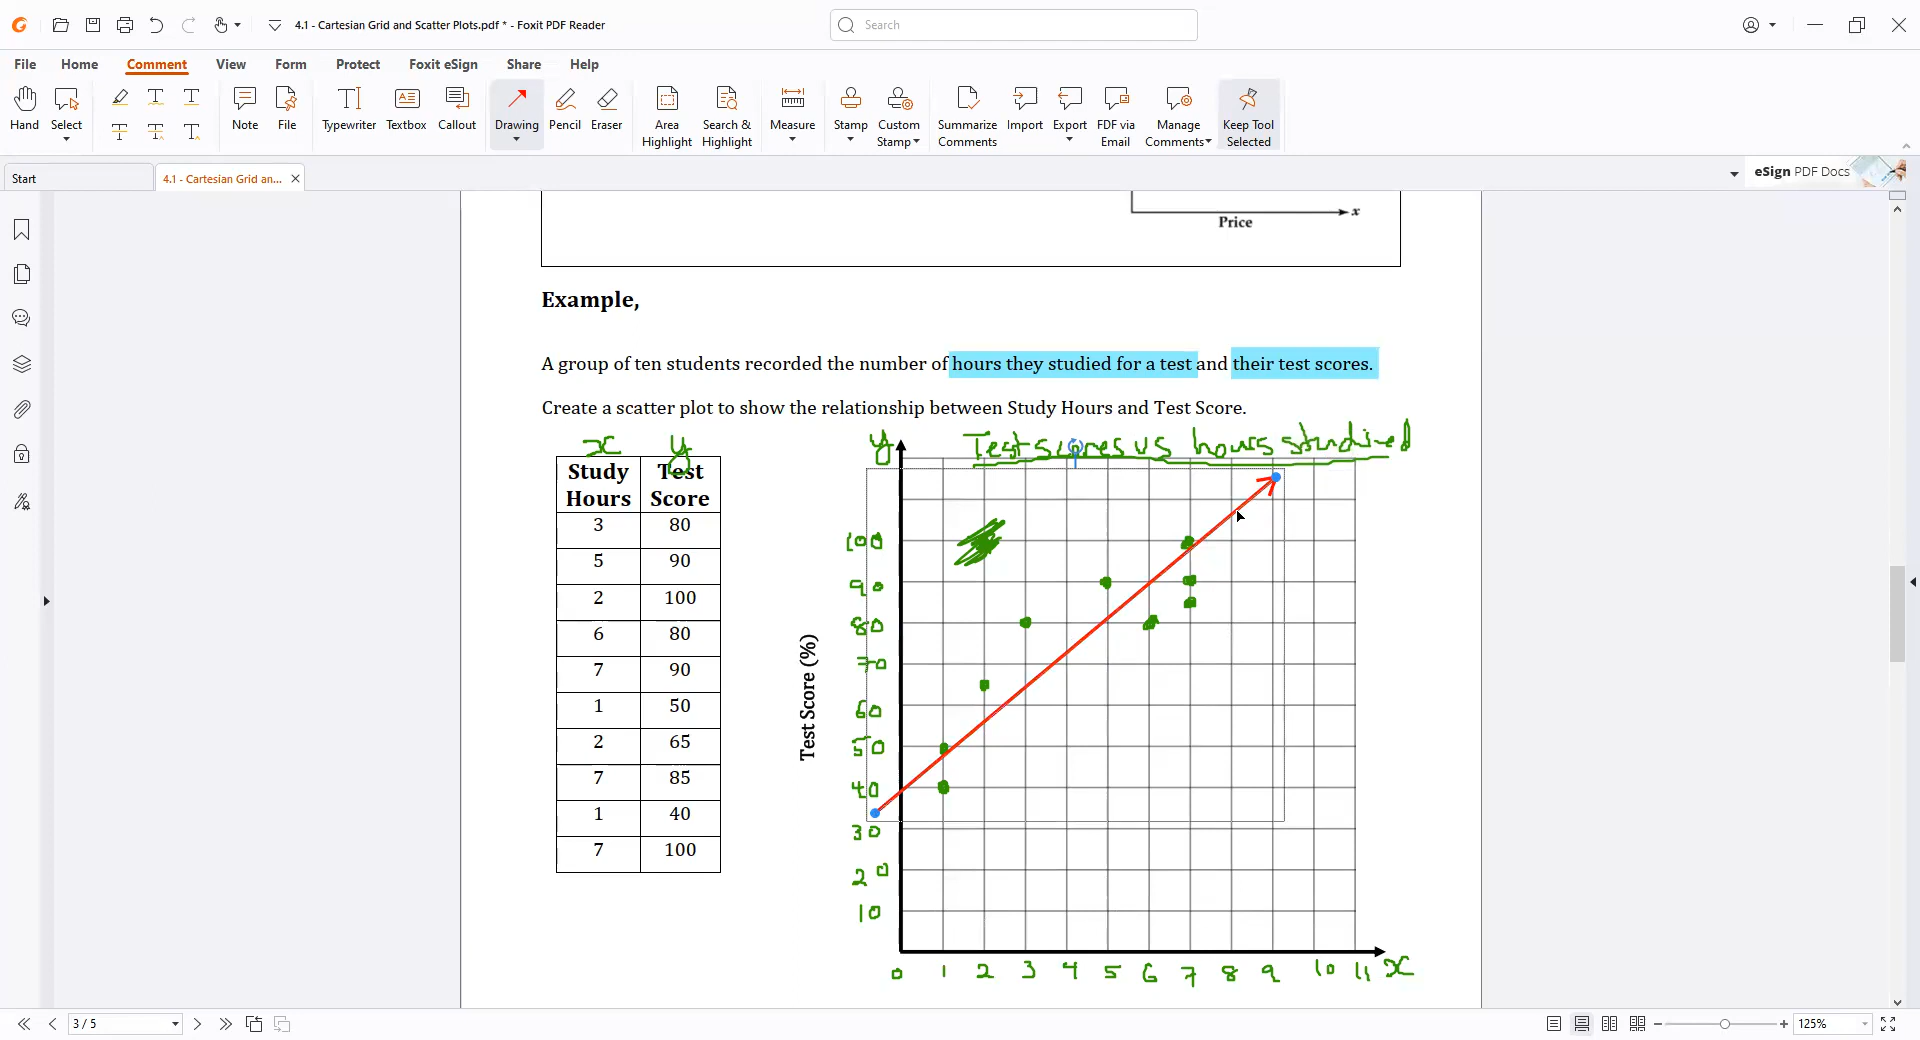 4.1 - Cartesian Grid and Scatter Plots.pdf * - Foxit PDF Reader
Search
File Home Comment View Form Protect Foxit eSign Share Help
Hand Select Note File Typewriter Textbox Callout Drawing Pencil Eraser Area Highlight Search & Highlight Measure Stamp Custom Stamp Summarize Comments Import Export FDF via Email Manage Comments Keep Tool Selected
Start
4.1 - Cartesian Grid an...
eSign PDF Docs
x
Price
Example,
A group of ten students recorded the number of hours they studied for a test and their test scores.
Create a scatter plot to show the relationship between Study Hours and Test Score.
x y
Study Hours Test Score
3 80
5 90
2 100
6 80
7 90
1 50
2 65
7 85
1 40
7 100
y
Test scores vs hours studied
100
90
80
70
60
50
40
30
20
10
Test Score (%)
0 1 2 3 4 5 6 7 8 9 10 11 x
3 / 5
125%